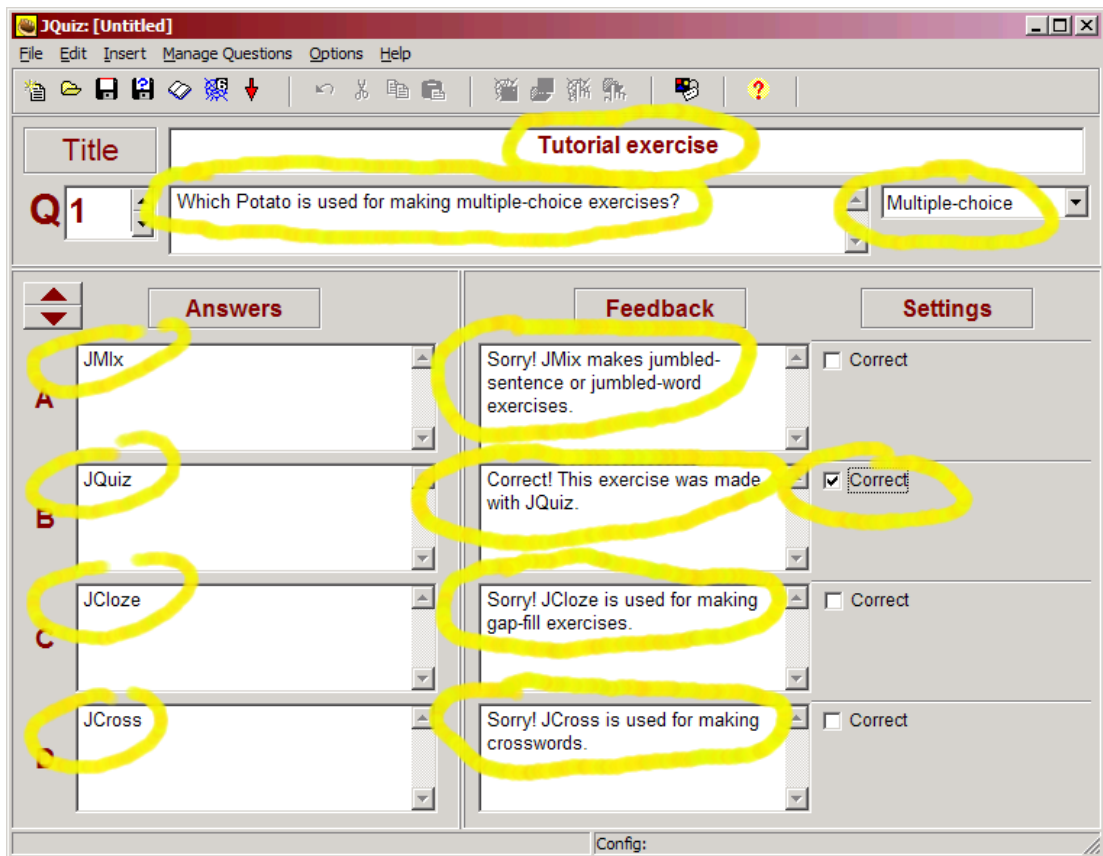 JQuiz: [Untitled]
File Edit Insert Manage Questions Options Help
Title
Tutorial exercise
Q 1
Which Potato is used for making multiple-choice exercises?
Multiple-choice
Answers
Feedback
Settings
A
JMIx
Sorry! JMix makes jumbled-
sentence or jumbled-word
exercises.
Correct
B
JQuiz
Correct! This exercise was made
with JQuiz.
Correct
C
JCloze
Sorry! JCloze is used for making
gap-fill exercises.
Correct
D
JCross
Sorry! JCross is used for making
crosswords.
Correct
Config: